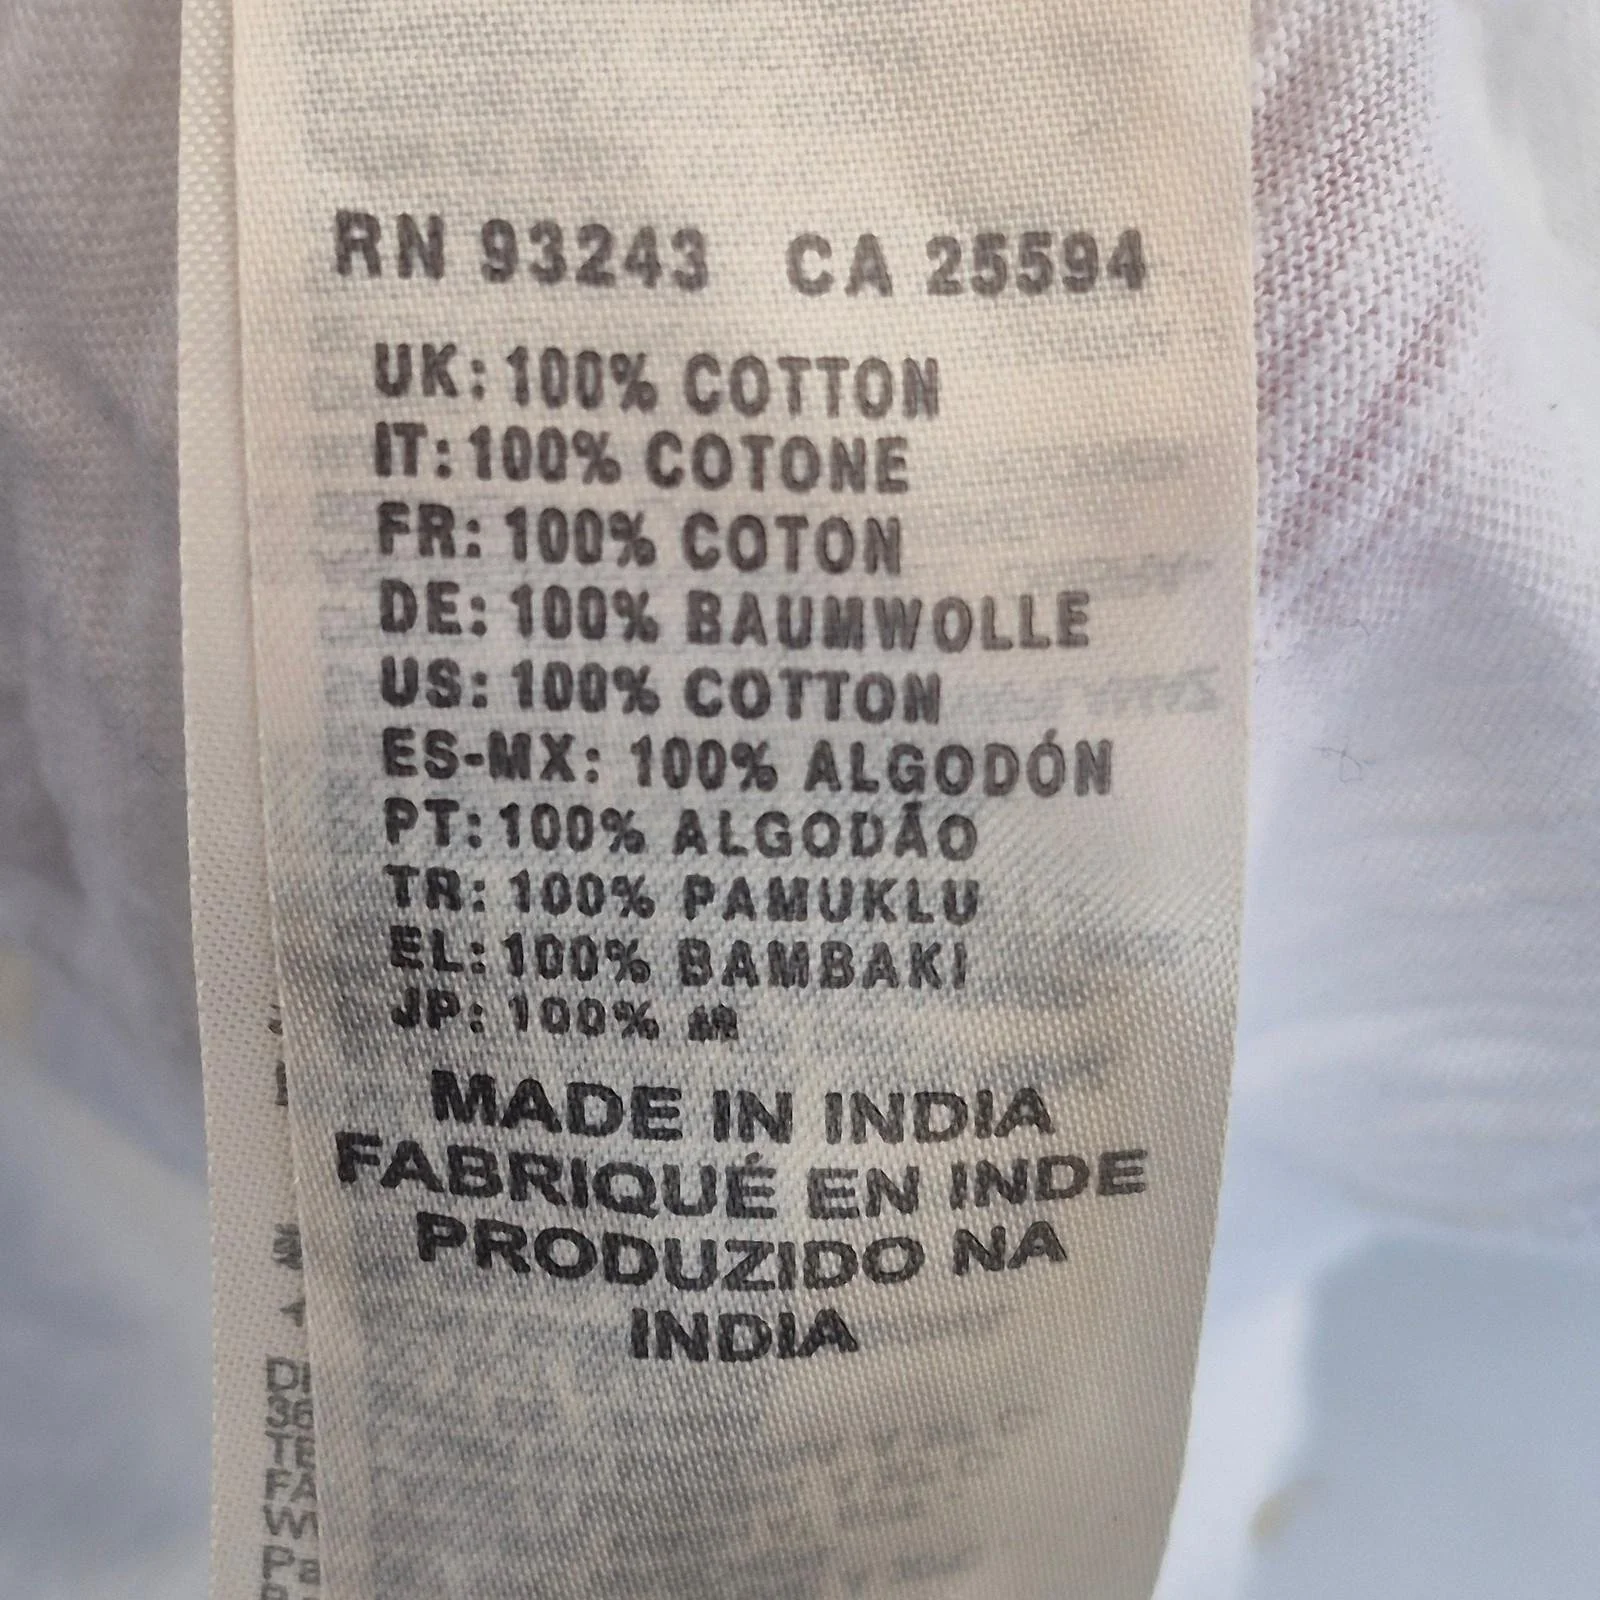 RN 93243 CA 25594
UK: 100% COTTON
IT: 100% COTONE
FR: 100% COTON
DE: 100% BAUMWOLLE
US: 100% COTTON
ES-MX: 100% ALGODÓN
PT: 100% ALGODÃO
TR: 100% PAMUKLU
EL: 100% BAMBAKI
JP: 100% 綿
MADE IN INDIA
FABRIQUÉ EN INDE
PRODUZIDO NA
INDIA